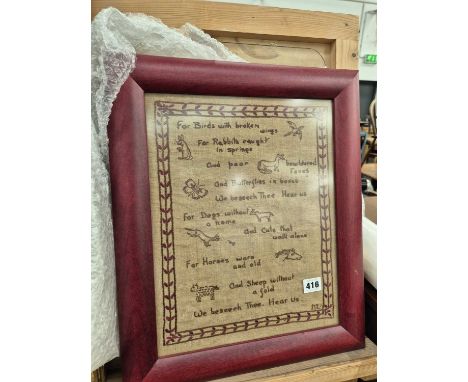 For Birds with broken
wings
For Rabbits caught
in springs
And poor bewildered
Foxes
And Butterflies in boxes
We beseech Thee. Hear us
For Dogs without
a home
And Cats that
walk alone
For Horses worn
and old
And Sheep without
a fold
416
We beseech Thee. Hear Us.